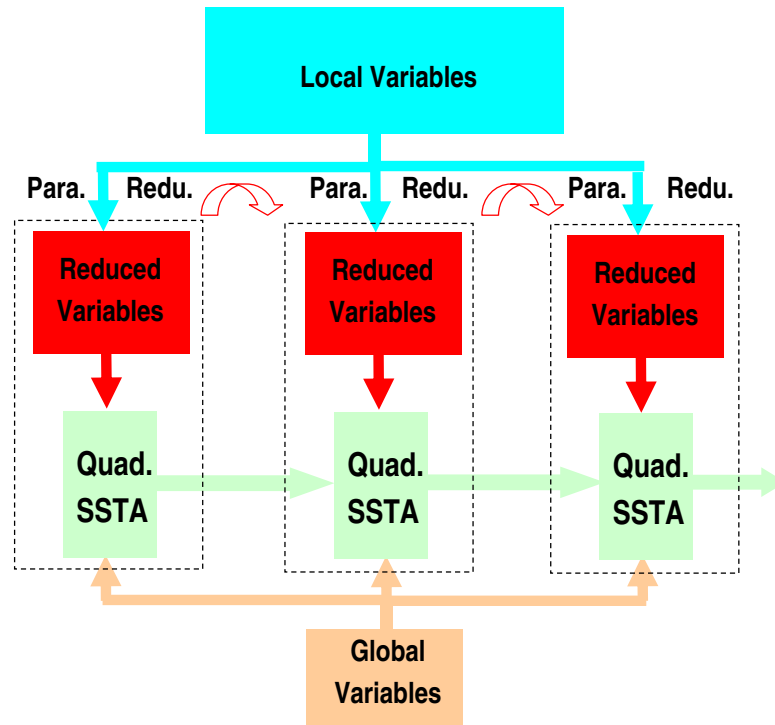 Local Variables
Para. Redu. Para. Redu. Para. Redu.
Reduced
Variables
Reduced
Variables
Reduced
Variables
Quad.
SSTA
Quad.
SSTA
Quad.
SSTA
Global
Variables